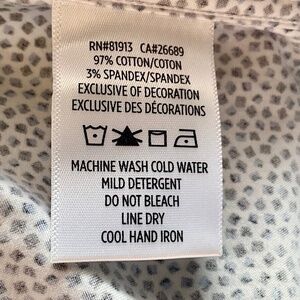 RN#81913 CA#26689
97% COTTON/COTON
3% SPANDEX/SPANDEX
EXCLUSIVE OF DECORATION
EXCLUSIVE DES DÉCORATIONS
MACHINE WASH COLD WATER
MILD DETERGENT
DO NOT BLEACH
LINE DRY
COOL HAND IRON